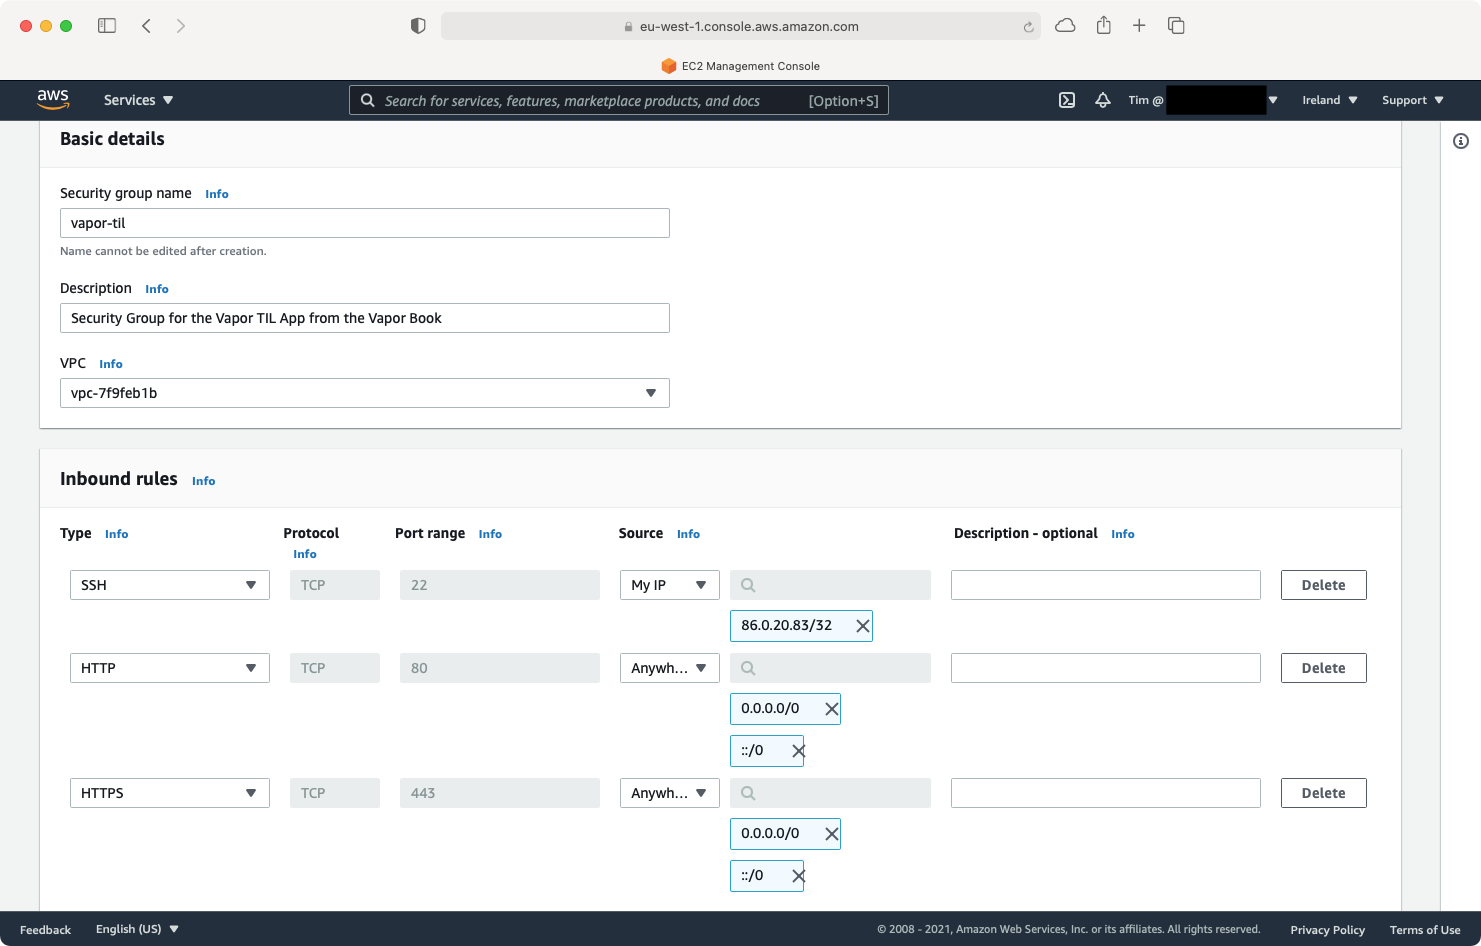 eu-west-1.console.aws.amazon.com
EC2 Management Console
aws Services Search for services, features, marketplace products, and docs [Option+S] Tim @ Ireland Support
Basic details
Security group name Info
vapor-til
Name cannot be edited after creation.
Description Info
Security Group for the Vapor TIL App from the Vapor Book
VPC Info
vpc-7f9feb1b
Inbound rules Info
Type Info Protocol Port range Info Source Info Description - optional Info
Info
SSH TCP 22 My IP Delete
86.0.20.83/32
HTTP TCP 80 Anywh... Delete
0.0.0.0/0
::/0
HTTPS TCP 443 Anywh... Delete
0.0.0.0/0
::/0
Feedback English (US) © 2008 - 2021, Amazon Web Services, Inc. or its affiliates. All rights reserved. Privacy Policy Terms of Use